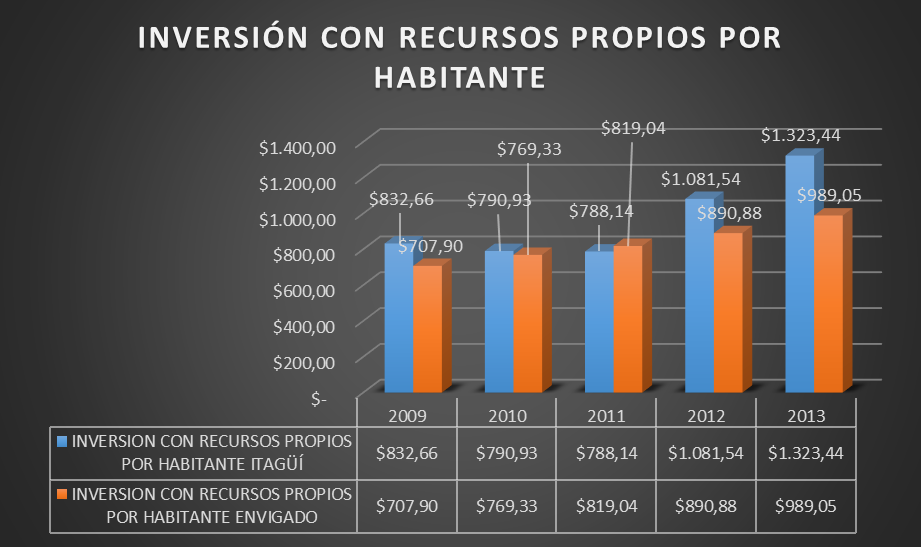 INVERSIÓN CON RECURSOS PROPIOS POR
HABITANTE
$1.400,00
$1.200,00
$1.000,00
$800,00
$600,00
$400,00
$200,00
$-
$832,66
$707,90
$790,93
$769,33
$788,14
$819,04
$1.081,54
$890,88
$1.323,44
$989,05
2009 2010 2011 2012 2013
INVERSION CON RECURSOS PROPIOS
POR HABITANTE ITAGÜÍ
$832,66 $790,93 $788,14 $1.081,54 $1.323,44
INVERSION CON RECURSOS PROPIOS
POR HABITANTE ENVIGADO
$707,90 $769,33 $819,04 $890,88 $989,05